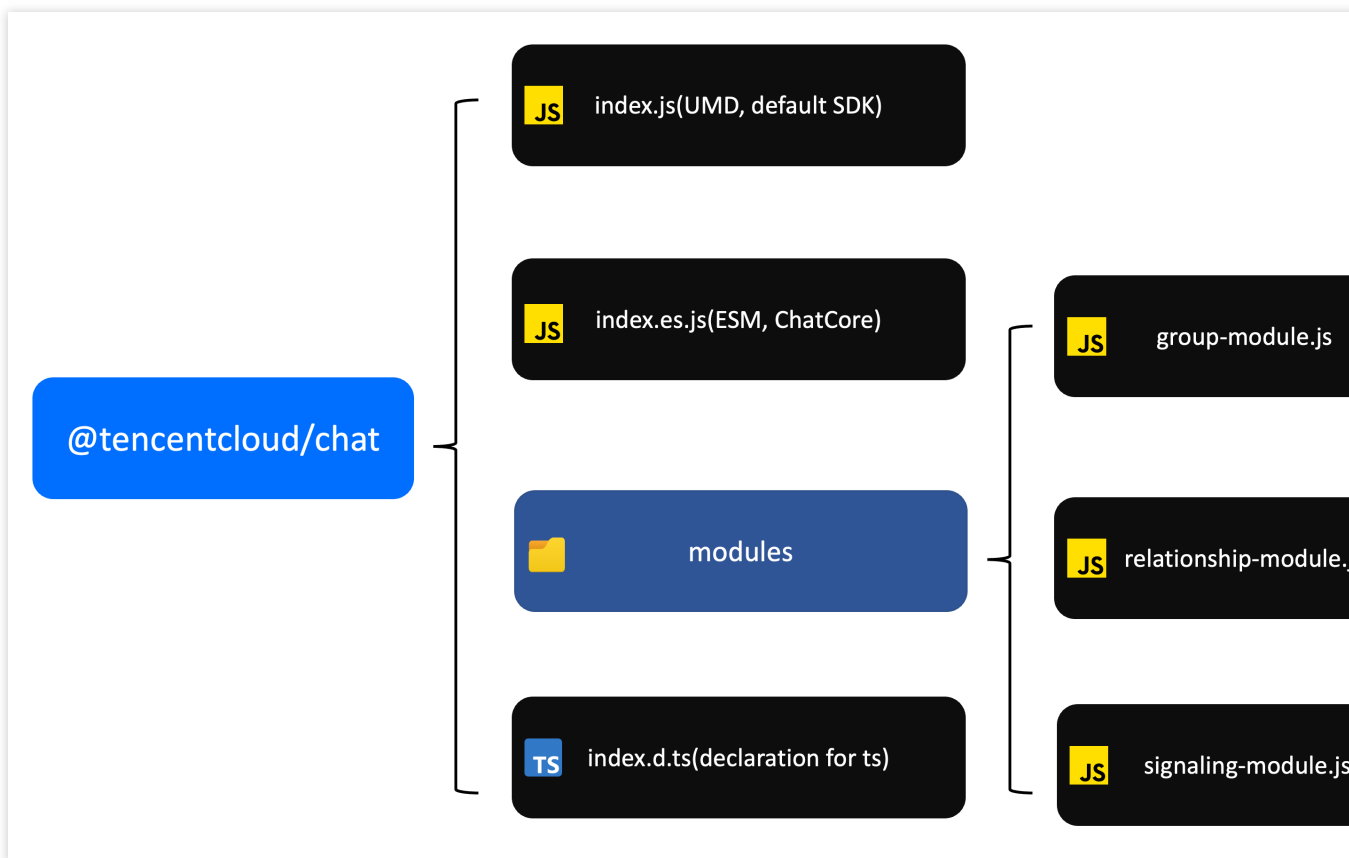 JS index.js(UMD, default SDK)
JS index.es.js(ESM, ChatCore)
JS group-module.js
@tencentcloud/chat
modules
JS relationship-module.
TS index.d.ts(declaration for ts)
JS signaling-module.js